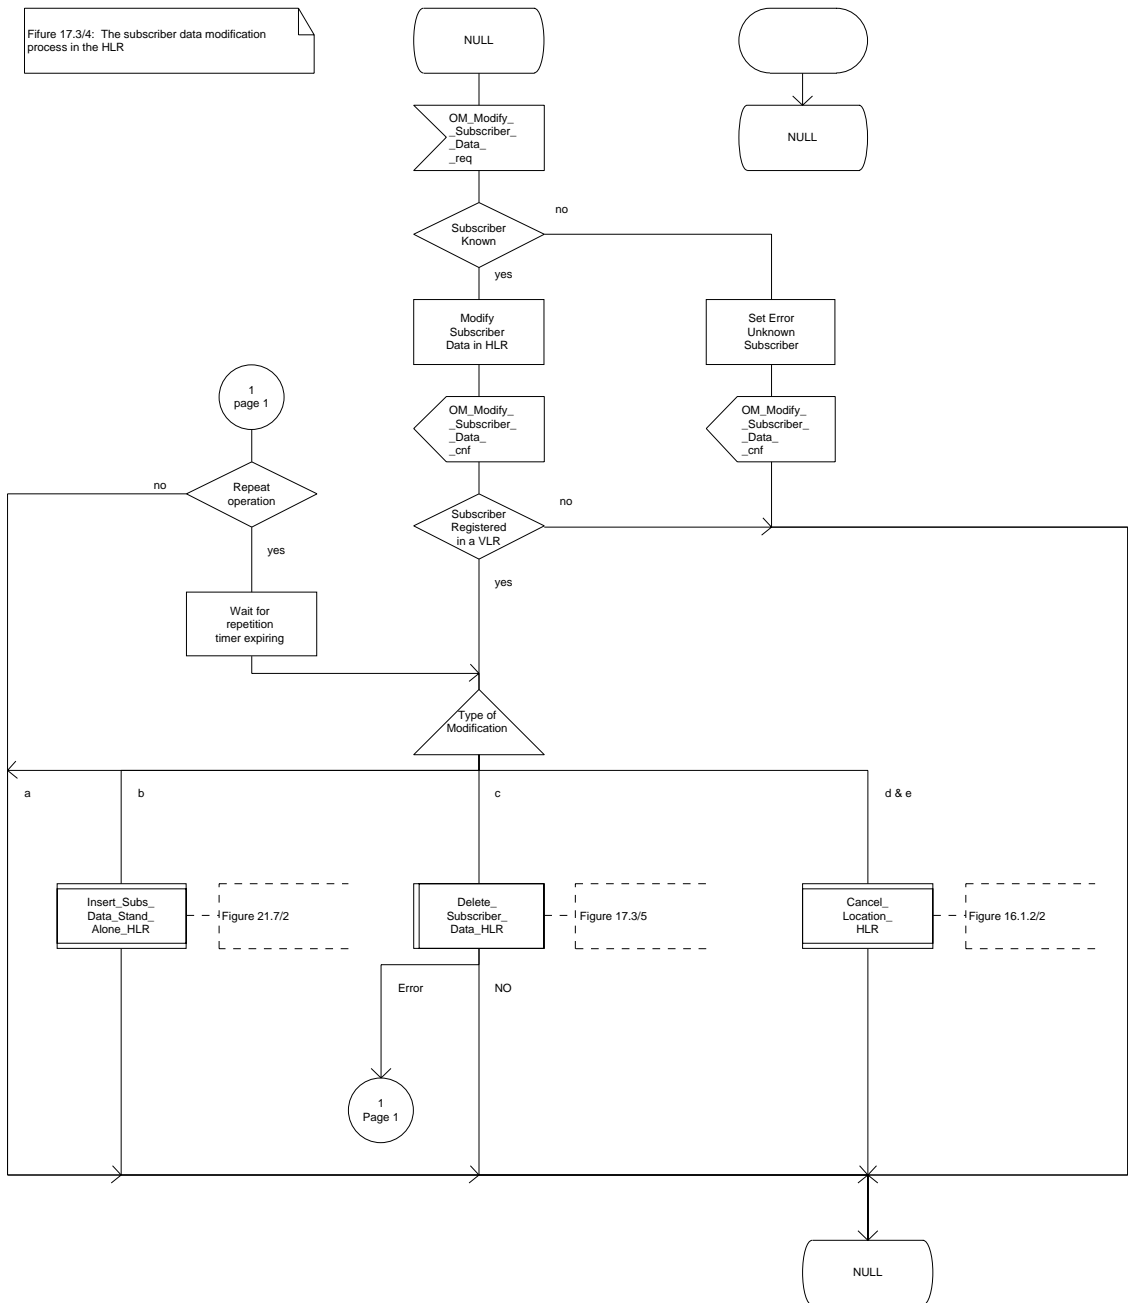 Fifure 17.3/4: The subscriber data modification
process in the HLR
NULL
OM_Modify_
_Subscriber_
_Data_
_req
NULL
Subscriber
Known
no
yes
Modify
Subscriber
Data in HLR
Set Error
Unknown
Subscriber
1
page 1
OM_Modify_
_Subscriber_
_Data_
_cnf
OM_Modify_
_Subscriber_
_Data_
_cnf
Repeat
operation
no
yes
Subscriber
Registered
in a VLR
no
yes
Wait for
repetition
timer expiring
Type of
Modification
a
b
c
d & e
Insert_Subs_
Data_Stand_
Alone_HLR
Figure 21.7/2
Delete_
Subscriber_
Data_HLR
Figure 17.3/5
Cancel_
Location_
HLR
Figure 16.1.2/2
Error
NO
1
Page 1
NULL